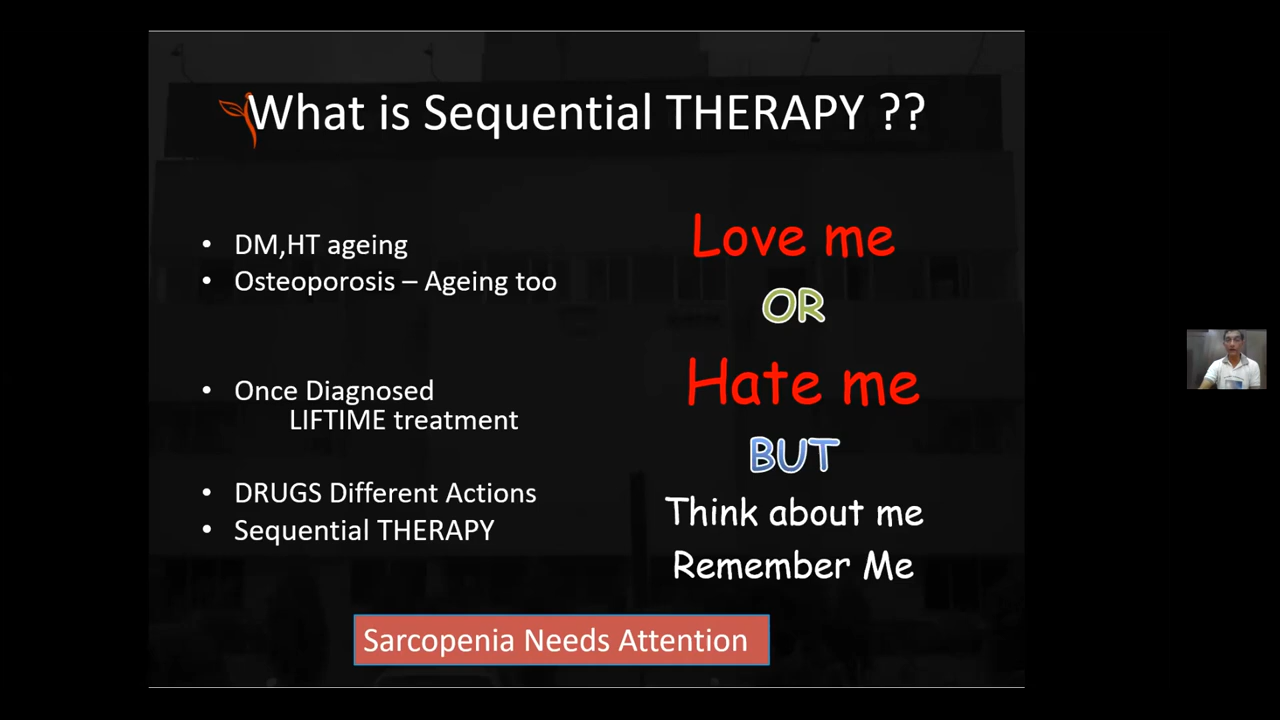 What is Sequential THERAPY ??
• DM,HT ageing
• Osteoporosis – Ageing too
• Once Diagnosed
LIFTIME treatment
• DRUGS Different Actions
• Sequential THERAPY
Love me
OR
Hate me
BUT
Think about me
Remember Me
Sarcopenia Needs Attention